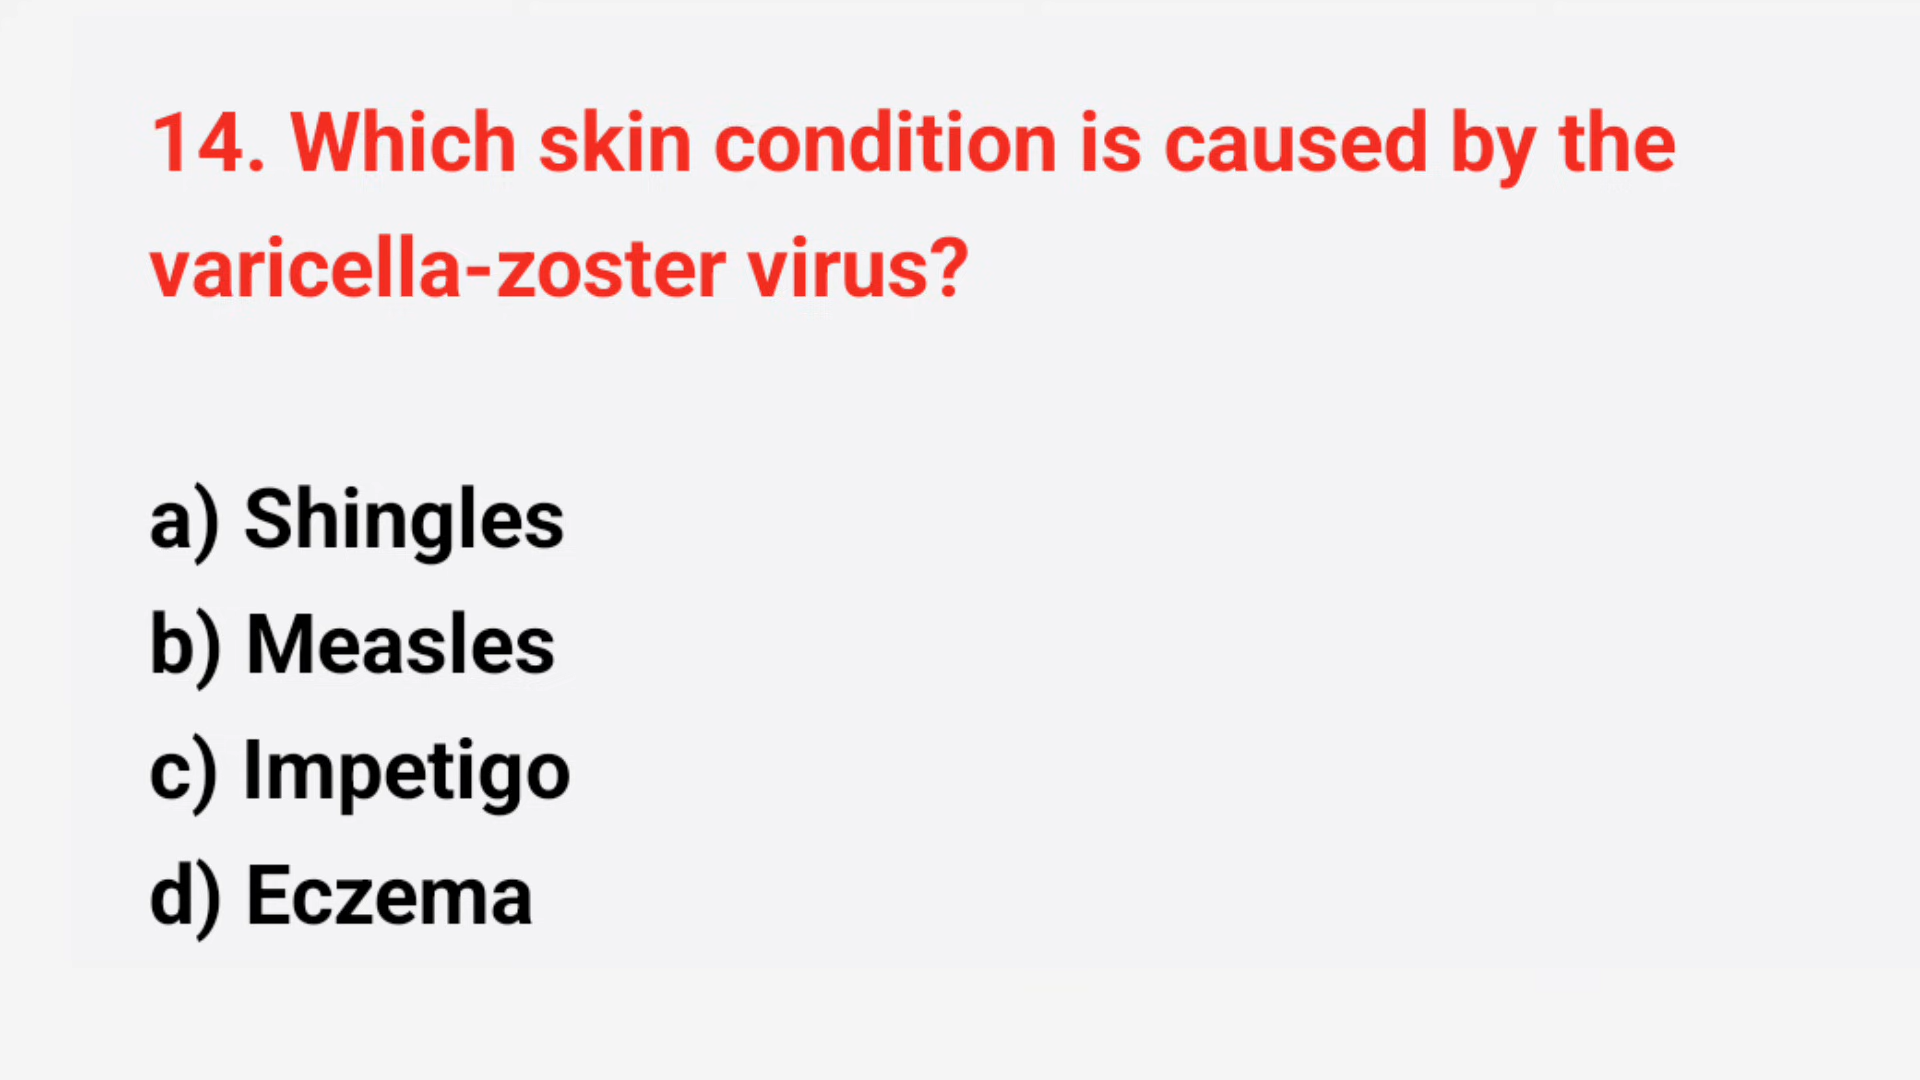 14. Which skin condition is caused by the
varicella-zoster virus?
a) Shingles
b) Measles
c) Impetigo
d) Eczema